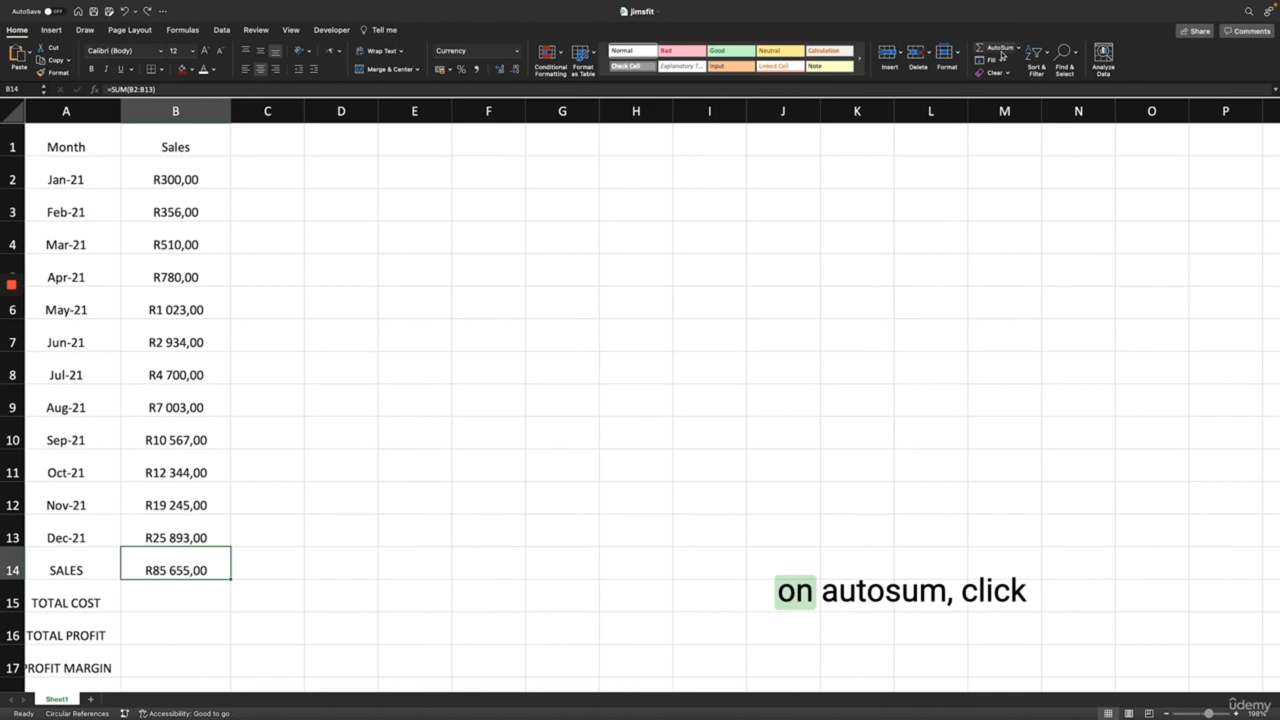 AutoSave OFF
jimsfit
Home Insert Draw Page Layout Formulas Data Review View Developer Tell me
Share Comments
Paste
Cut
Copy
Format
Calibri (Body) 12
B I U
Wrap Text
Merge & Center
Currency
Conditional Formatting
Format as Table
Normal Bad Good Neutral Calculation
Check Cell Explanatory T... Input Linked Cell Note
Insert Delete Format
AutoSum
Fill
Clear
Sort & Filter
Find & Select
Analyze Data
B14 fx =SUM(B2:B13)
A B C D E F G H I J K L M N O P
1 Month Sales
2 Jan-21 R300,00
3 Feb-21 R356,00
4 Mar-21 R510,00
Apr-21 R780,00
6 May-21 R1 023,00
7 Jun-21 R2 934,00
8 Jul-21 R4 700,00
9 Aug-21 R7 003,00
10 Sep-21 R10 567,00
11 Oct-21 R12 344,00
12 Nov-21 R19 245,00
13 Dec-21 R25 893,00
14 SALES R85 655,00
on autosum, click
15 TOTAL COST
16 TOTAL PROFIT
17 PROFIT MARGIN
Sheet1
Ready Circular References Accessibility: Good to go
198%
udemy